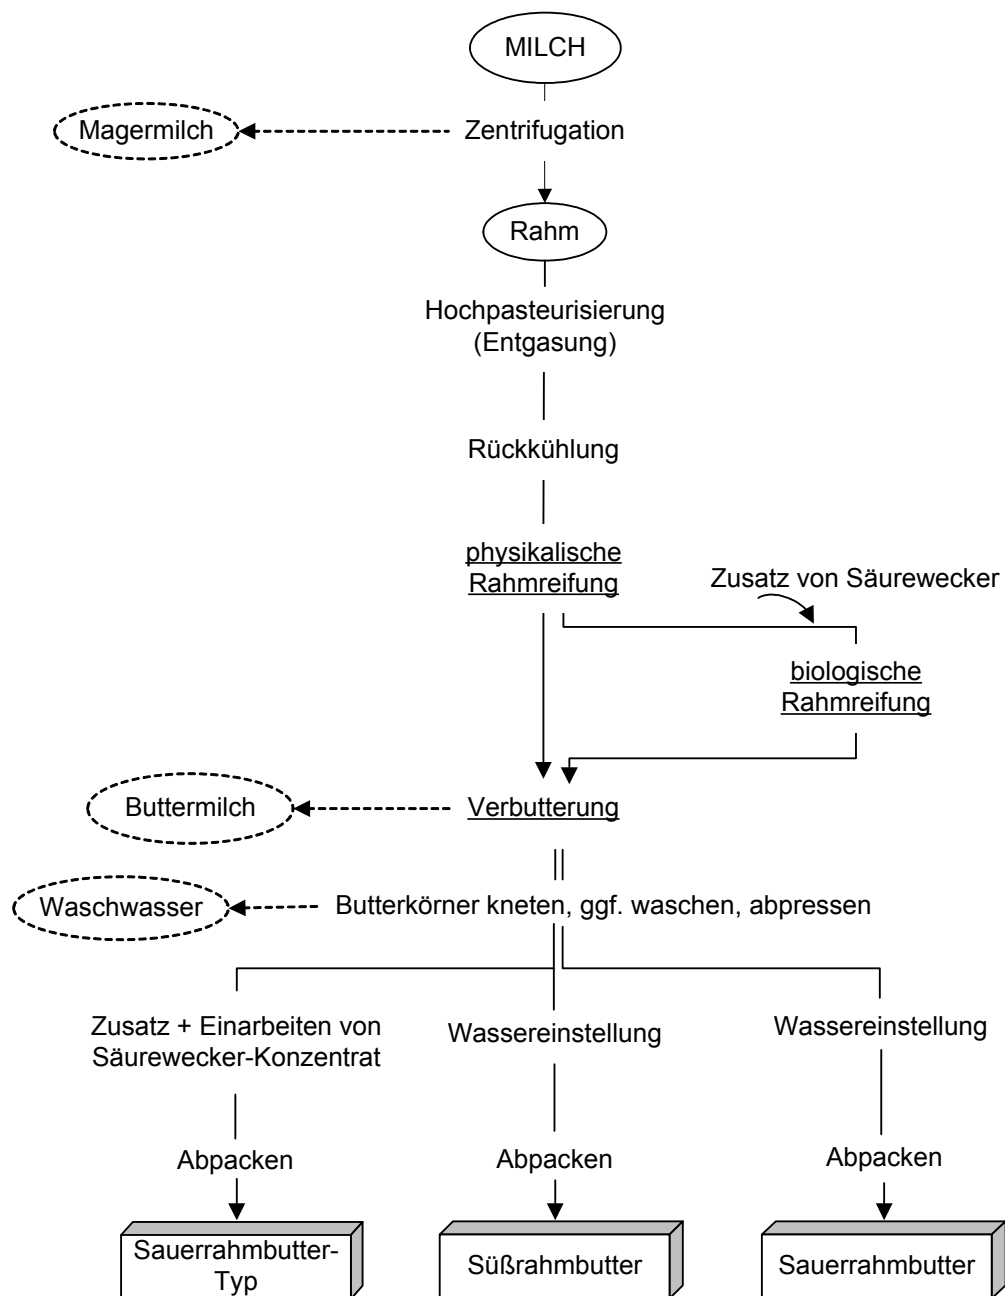 MILCH
Magermilch
Zentrifugation
Rahm
Hochpasteurisierung
(Entgasung)
Rückkühlung
physikalische
Rahmreifung
Zusatz von Säurewecker
biologische
Rahmreifung
Buttermilch
Verbutterung
Waschwasser
Butterkörner kneten, ggf. waschen, abpressen
Zusatz + Einarbeiten von
Säurewecker-Konzentrat
Wassereinstellung
Wassereinstellung
Abpacken
Abpacken
Abpacken
Sauerrahmbutter-
Typ
Süßrahmbutter
Sauerrahmbutter